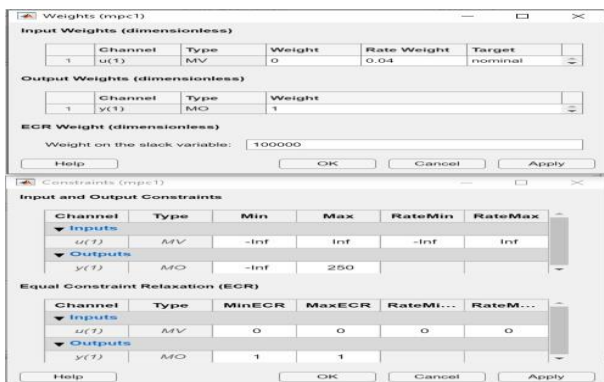 Weights (mpc1)
Input Weights (dimensionless)
Channel Type Weight Rate Weight Target
1 u(1) MV 0 0.04 nominal
Output Weights (dimensionless)
Channel Type Weight
1 y(1) MO 1
ECR Weight (dimensionless)
Weight on the slack variable: 100000
Help OK Cancel Apply
Constraints (mpc1)
Input and Output Constraints
Channel Type Min Max RateMin RateMax
Inputs
u(1) MV -Inf Inf -Inf Inf
Outputs
y(1) MO -Inf 250
Equal Constraint Relaxation (ECR)
Channel Type MinECR MaxECR RateMi... RateM...
Inputs
u(1) MV 0 0 0 0
Outputs
y(1) MO 1 1
Help OK Cancel Apply